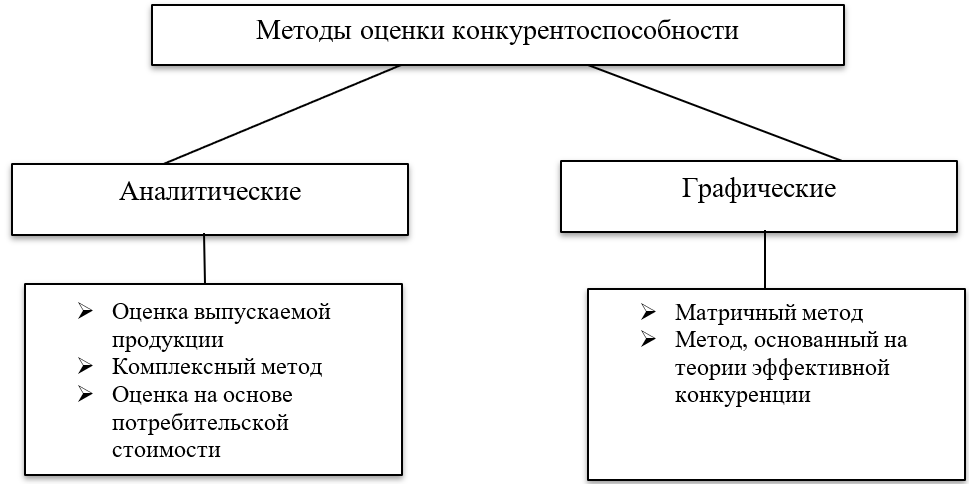 Методы оценки конкурентоспособности
Аналитические
Графические
➢ Оценка выпускаемой
продукции
➢ Комплексный метод
➢ Оценка на основе
потребительской
стоимости
➢ Матричный метод
➢ Метод, основанный на
теории эффективной
конкуренции